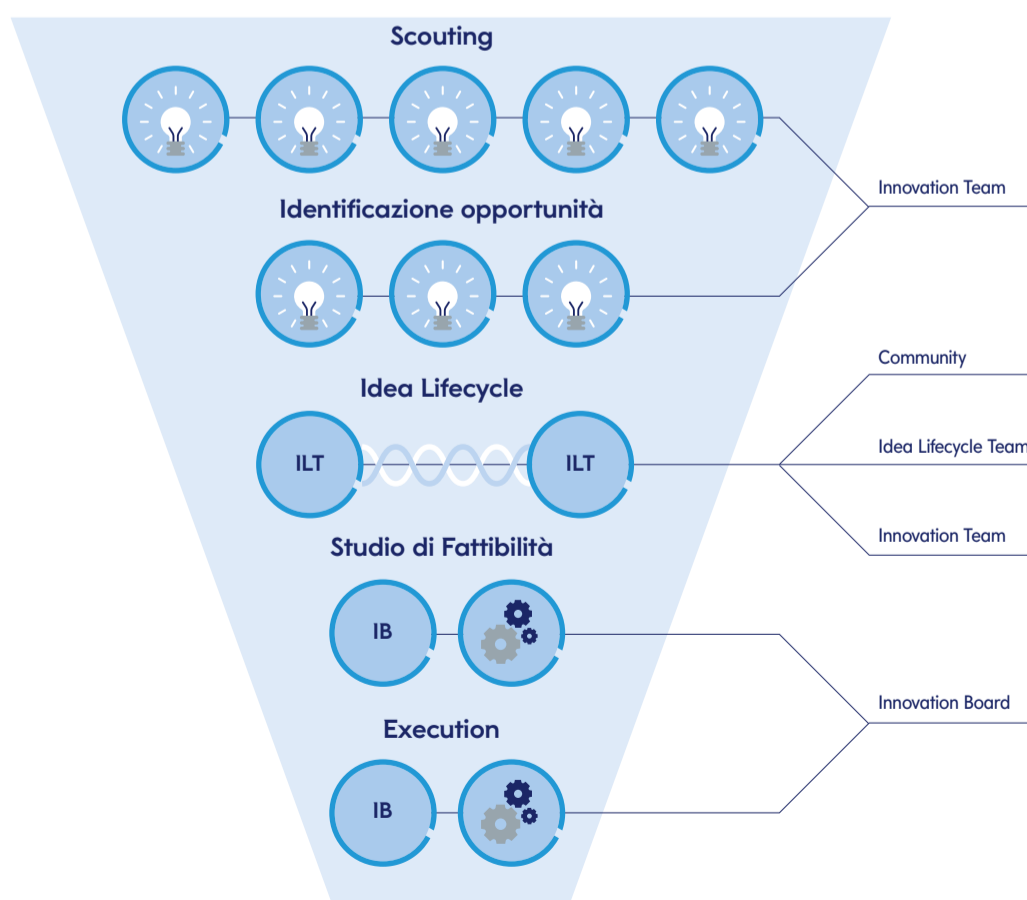 Scouting
Innovation Team
Identificazione opportunità
Idea Lifecycle
Community
ILT
ILT
Idea Lifecycle Team
Innovation Team
Studio di Fattibilità
IB
Innovation Board
Execution
IB